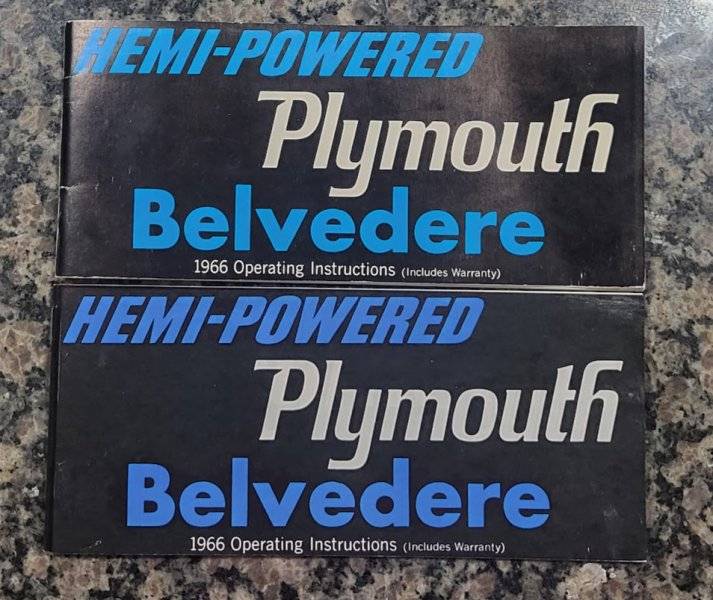 HEMI-POWERED
Plymouth
Belvedere
1966 Operating Instructions (Includes Warranty)
HEMI-POWERED
Plymouth
Belvedere
1966 Operating Instructions (Includes Warranty)